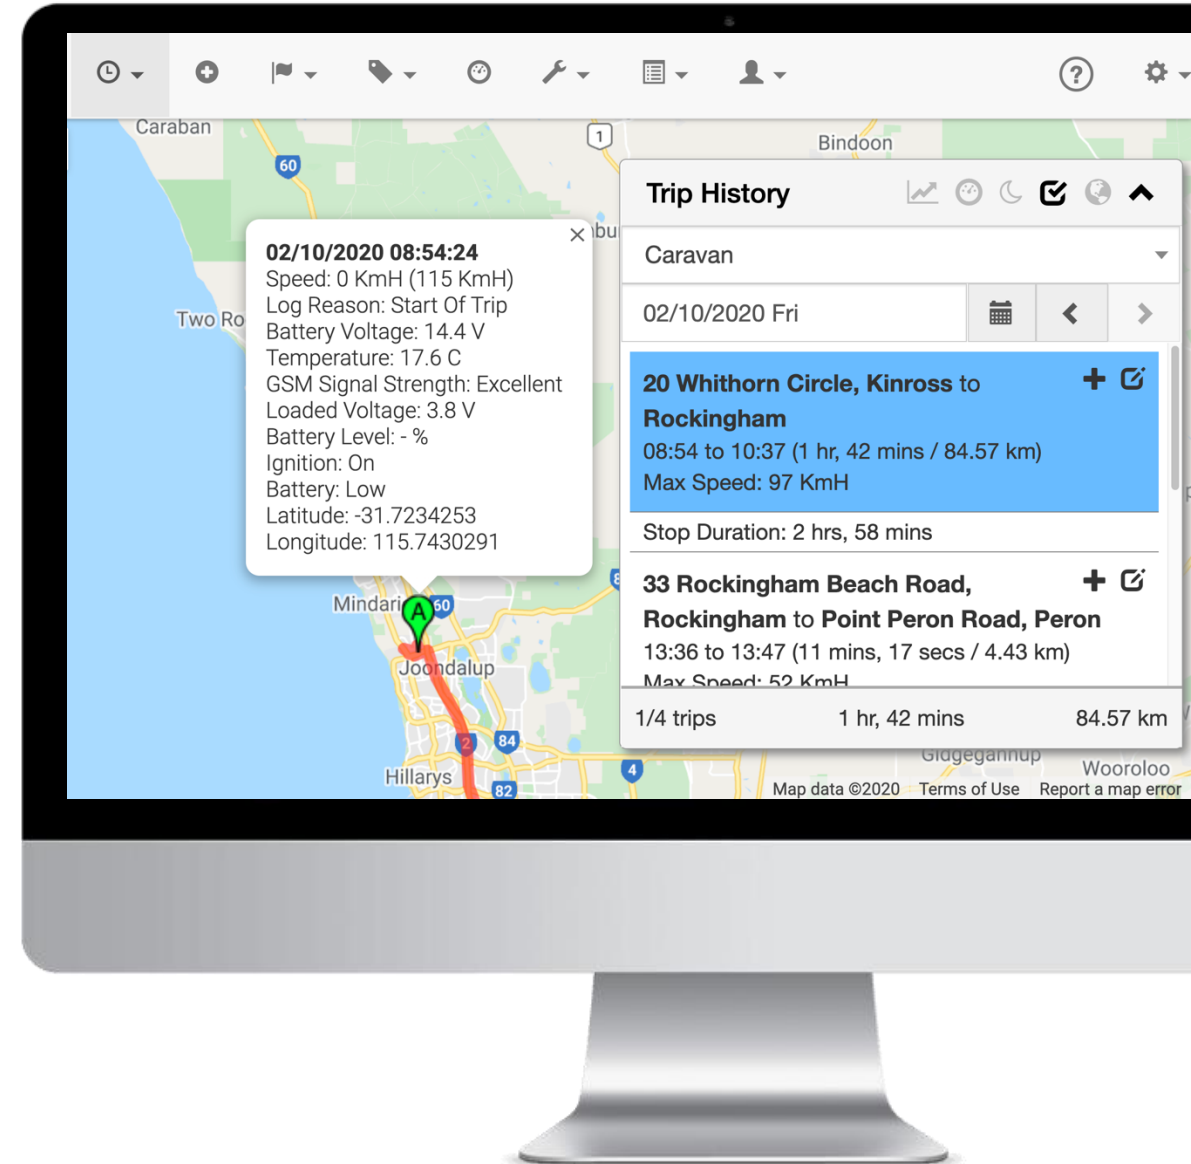 Caraban
60
1
Bindoon
Two Ro
bu
02/10/2020 08:54:24
Speed: 0 KmH (115 KmH)
Log Reason: Start Of Trip
Battery Voltage: 14.4 V
Temperature: 17.6 C
GSM Signal Strength: Excellent
Loaded Voltage: 3.8 V
Battery Level: - %
Ignition: On
Battery: Low
Latitude: -31.7234253
Longitude: 115.7430291
Trip History
Caravan
02/10/2020 Fri
20 Whithorn Circle, Kinross to
Rockingham
08:54 to 10:37 (1 hr, 42 mins / 84.57 km)
Max Speed: 97 KmH
Stop Duration: 2 hrs, 58 mins
33 Rockingham Beach Road,
Rockingham to Point Peron Road, Peron
13:36 to 13:47 (11 mins, 17 secs / 4.43 km)
Max Speed: 52 KmH
1/4 trips 1 hr, 42 mins 84.57 km
Mindari
A
60
Joondalup
2
84
Hillarys
82
4
Gidgegannup
Wooroloo
Map data ©2020 Terms of Use Report a map error